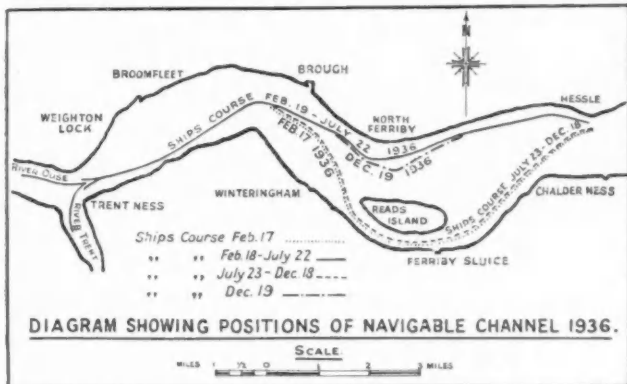 N
BROOMFLEET
BROUGH
HESSLE
WEIGHTON
LOCK
NORTH
FERRIBY
SHIPS COURSE FEB. 19 - JULY 22 1936
FEB. 17 1936
DEC. 19 1936
SHIPS COURSE JULY 23 - DEC. 18
RIVER OUSE
RIVER TRENT
TRENT NESS
WINTERINGHAM
READS
ISLAND
CHALDER NESS
FERRIBY SLUICE
Ships Course Feb. 17
" " Feb. 18 - July 22
" " July 23 - Dec. 18
" " Dec. 19
DIAGRAM SHOWING POSITIONS OF NAVIGABLE CHANNEL 1936.
SCALE.
MILES 1 ½ 0 1 2 3 MILES